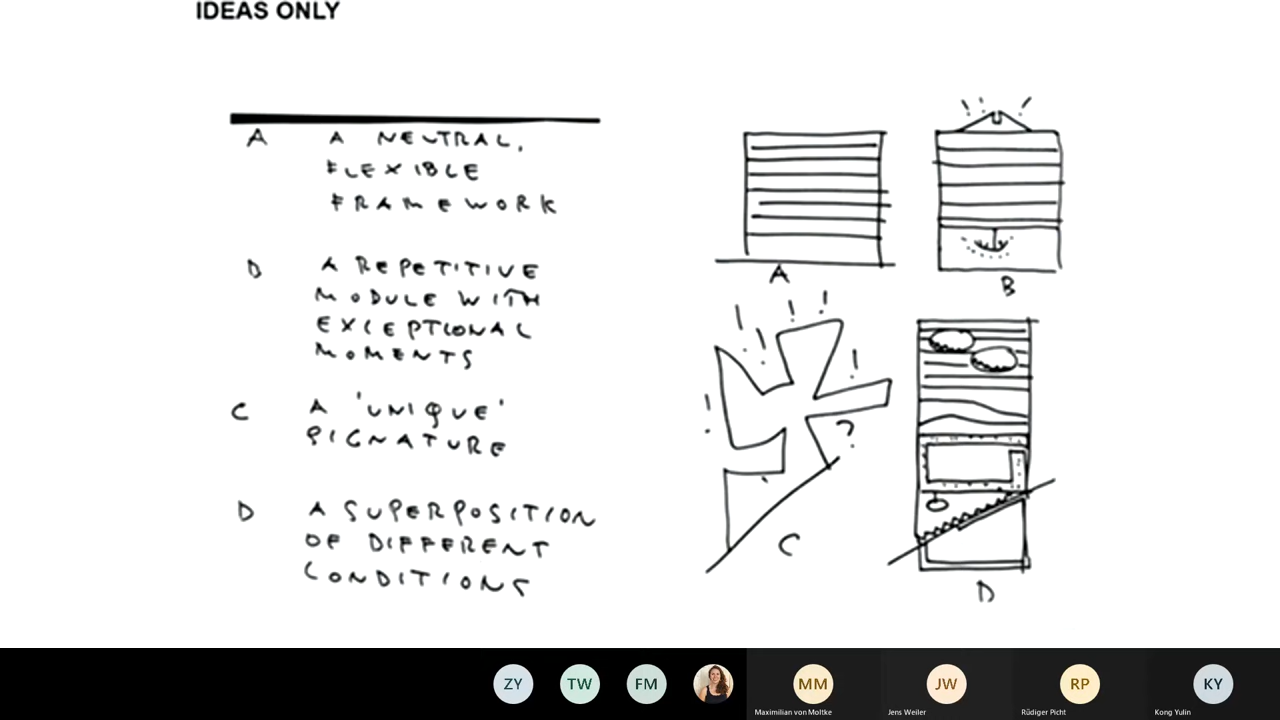 IDEAS ONLY
A A NEUTRAL,
FLEXIBLE
FRAMEWORK
B A REPETITIVE
MODULE WITH
EXCEPTIONAL
MOMENTS
C A 'UNIQUE'
SIGNATURE
D A SUPERPOSITION
OF DIFFERENT
CONDITIONS
A
B
C
D
ZY TW FM MM JW RP KY
Maximilian von Moltke Jens Weiler Rüdiger Picht Kong Yulin